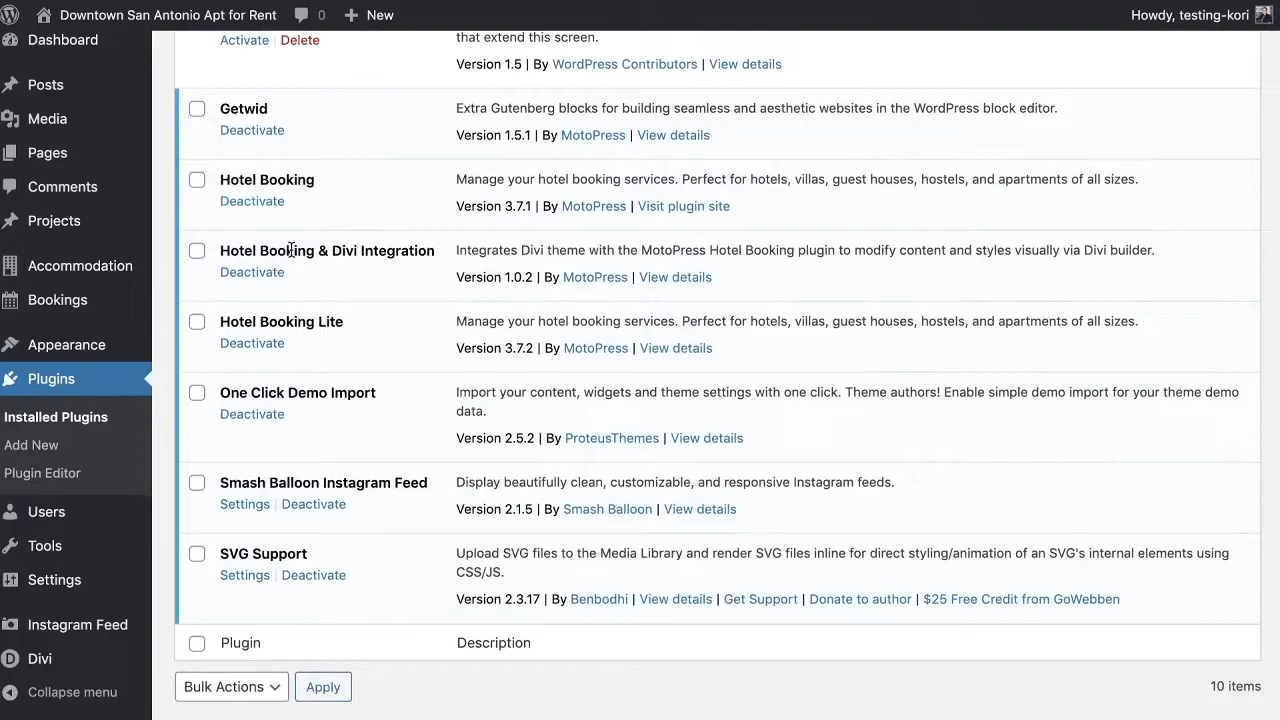 Downtown San Antonio Apt for Rent 0 New Howdy, testing-kori
Dashboard
Posts
Media
Pages
Comments
Projects
Accommodation
Bookings
Appearance
Plugins
Installed Plugins
Add New
Plugin Editor
Users
Tools
Settings
Instagram Feed
Divi
Collapse menu
Activate | Delete
that extend this screen.
Version 1.5 | By WordPress Contributors | View details
Getwid
Deactivate
Extra Gutenberg blocks for building seamless and aesthetic websites in the WordPress block editor.
Version 1.5.1 | By MotoPress | View details
Hotel Booking
Deactivate
Manage your hotel booking services. Perfect for hotels, villas, guest houses, hostels, and apartments of all sizes.
Version 3.7.1 | By MotoPress | Visit plugin site
Hotel Booking & Divi Integration
Deactivate
Integrates Divi theme with the MotoPress Hotel Booking plugin to modify content and styles visually via Divi builder.
Version 1.0.2 | By MotoPress | View details
Hotel Booking Lite
Deactivate
Manage your hotel booking services. Perfect for hotels, villas, guest houses, hostels, and apartments of all sizes.
Version 3.7.2 | By MotoPress | View details
One Click Demo Import
Deactivate
Import your content, widgets and theme settings with one click. Theme authors! Enable simple demo import for your theme demo
data.
Version 2.5.2 | By ProteusThemes | View details
Smash Balloon Instagram Feed
Settings | Deactivate
Display beautifully clean, customizable, and responsive Instagram feeds.
Version 2.1.5 | By Smash Balloon | View details
SVG Support
Settings | Deactivate
Upload SVG files to the Media Library and render SVG files inline for direct styling/animation of an SVG's internal elements using
CSS/JS.
Version 2.3.17 | By Benbodhi | View details | Get Support | Donate to author | $25 Free Credit from GoWebben
Plugin Description
Bulk Actions Apply 10 items